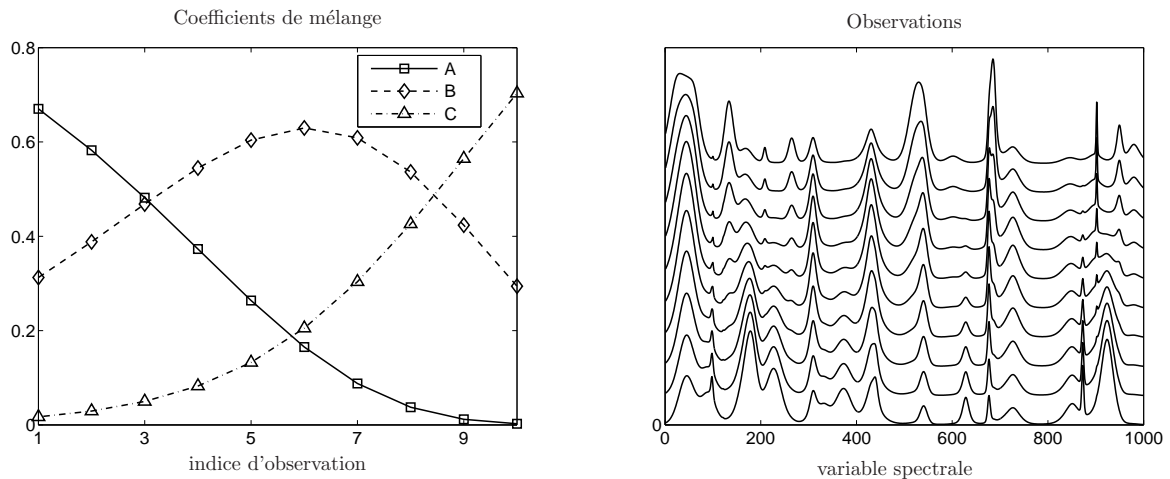 Coefficients de mélange
0.8
0.6
0.4
0.2
0
A
B
C
1 3 5 7 9
indice d'observation
Observations
0
0 200 400 600 800 1000
variable spectrale